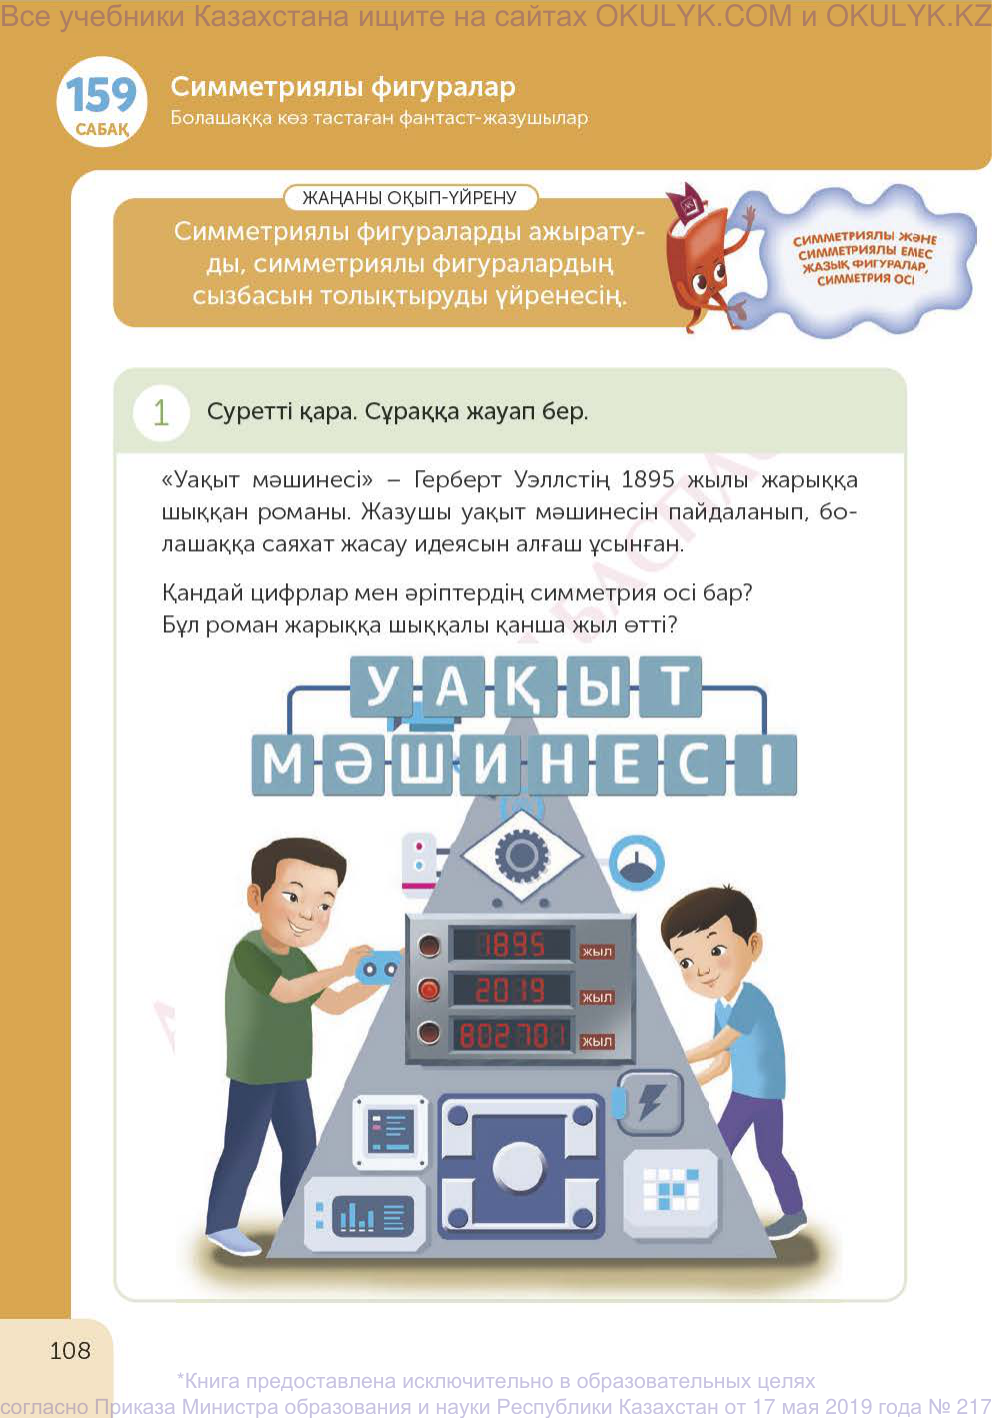 Все учебники Казахстана ищите на сайтах OKULYK.COM и OKULYK.KZ
159
САБАҚ
Симметриялы фигуралар
Болашаққа көз тастаған фантаст-жазушылар
ЖАҢАНЫ ОҚЫП-ҮЙРЕНУ
Симметриялы фигураларды ажырату-
ды, симметриялы фигуралардың
сызбасын толықтыруды үйренесің.
СИММЕТРИЯЛЫ ЖӘНЕ
СИММЕТРИЯЛЫ ЕМЕС
ЖАЗЫҚ ФИГУРАЛАР,
СИММЕТРИЯ ОСІ
1
Суретті қара. Сұраққа жауап бер.
«Уақыт мәшинесі» – Герберт Уэллстің 1895 жылы жарыққа
шыққан романы. Жазушы уақыт мәшинесін пайдаланып, бо-
лашаққа саяхат жасау идеясын алғаш ұсынған.
Қандай цифрлар мен әріптердің симметрия осі бар?
Бұл роман жарыққа шыққалы қанша жыл өтті?
УАҚЫТ
МӘШИНЕСІ
1895 жыл
2019 жыл
802701 жыл
108
*Книга предоставлена исключительно в образовательных целях
согласно Приказа Министра образования и науки Республики Казахстан от 17 мая 2019 года № 217